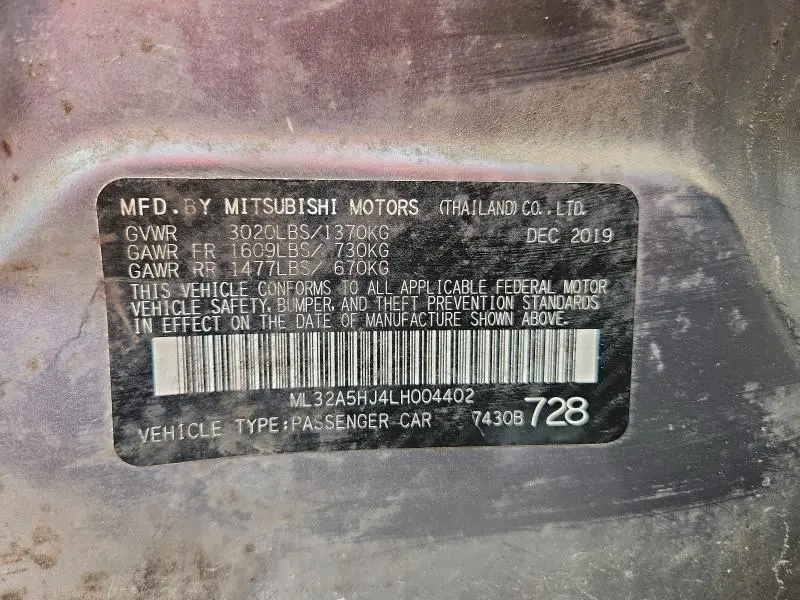 MFD.BY MITSUBISHI MOTORS (THAILAND) CO., LTD.
GVWR 3020LBS/1370KG DEC 2019
GAWR FR 1609LBS/ 730KG
GAWR RR 1477LBS/ 670KG
THIS VEHICLE CONFORMS TO ALL APPLICABLE FEDERAL MOTOR
VEHICLE SAFETY, BUMPER, AND THEFT PREVENTION STANDARDS
IN EFFECT ON THE DATE OF MANUFACTURE SHOWN ABOVE.
ML32A5HJ4LH004402
VEHICLE TYPE:PASSENGER CAR 7430B 728